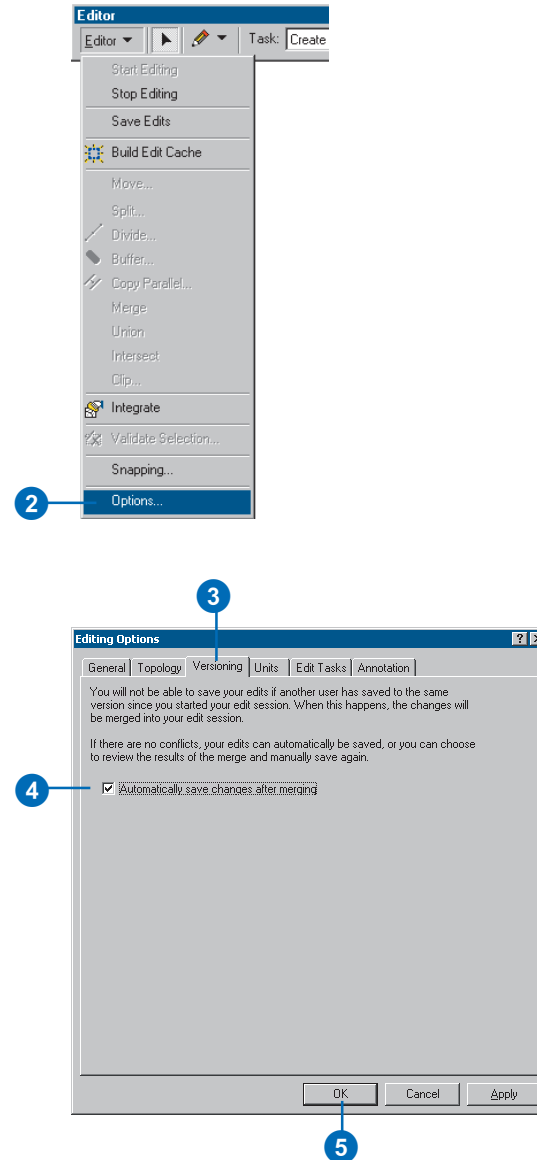 Editor
Editor Task: Create
Start Editing
Stop Editing
Save Edits
Build Edit Cache
Move...
Split...
Divide...
Buffer...
Copy Parallel...
Merge
Union
Intersect
Clip...
Integrate
Validate Selection...
Snapping...
2 Options...
3
Editing Options
General Topology Versioning Units Edit Tasks Annotation
You will not be able to save your edits if another user has saved to the same
version since you started your edit session. When this happens, the changes will
be merged into your edit session.
If there are no conflicts, your edits can automatically be saved, or you can choose
to review the results of the merge and manually save again.
4 Automatically save changes after merging
OK Cancel Apply
5